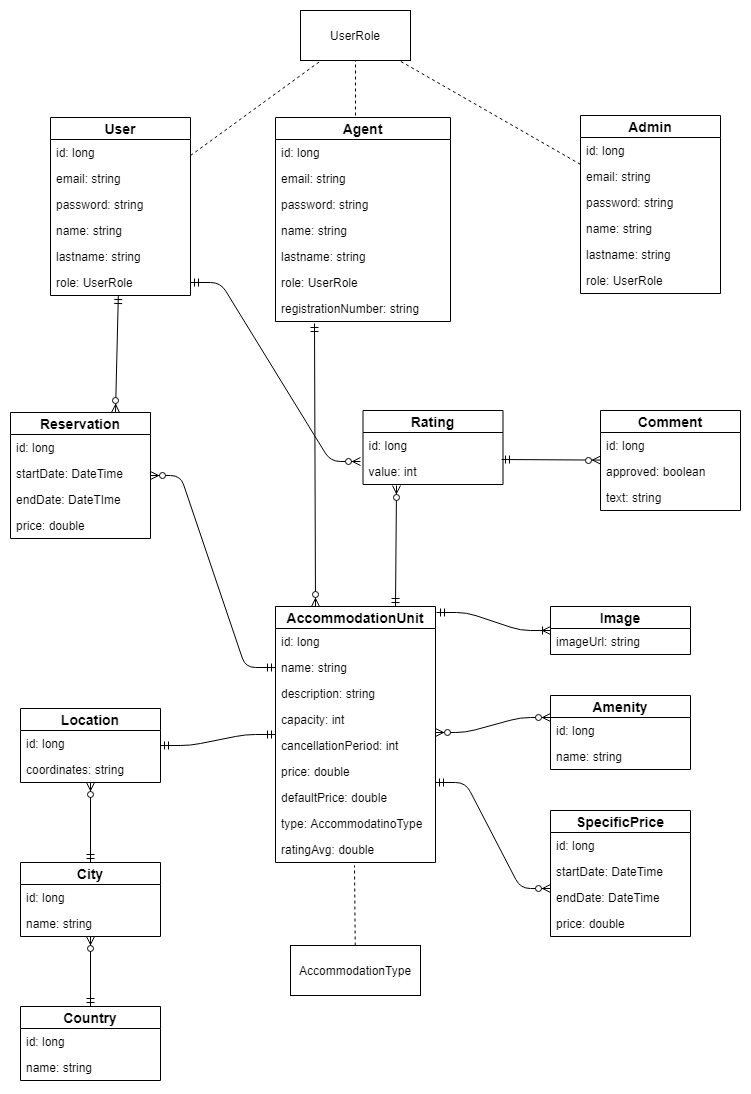 UserRole
User
id: long
email: string
password: string
name: string
lastname: string
role: UserRole
Agent
id: long
email: string
password: string
name: string
lastname: string
role: UserRole
registrationNumber: string
Admin
id: long
email: string
password: string
name: string
lastname: string
role: UserRole
Reservation
id: long
startDate: DateTime
endDate: DateTIme
price: double
Rating
id: long
value: int
Comment
id: long
approved: boolean
text: string
AccommodationUnit
id: long
name: string
description: string
capacity: int
cancellationPeriod: int
price: double
defaultPrice: double
type: AccommodatinoType
ratingAvg: double
Image
imageUrl: string
Amenity
id: long
name: string
Location
id: long
coordinates: string
SpecificPrice
id: long
startDate: DateTime
endDate: DateTime
price: double
City
id: long
name: string
AccommodationType
Country
id: long
name: string